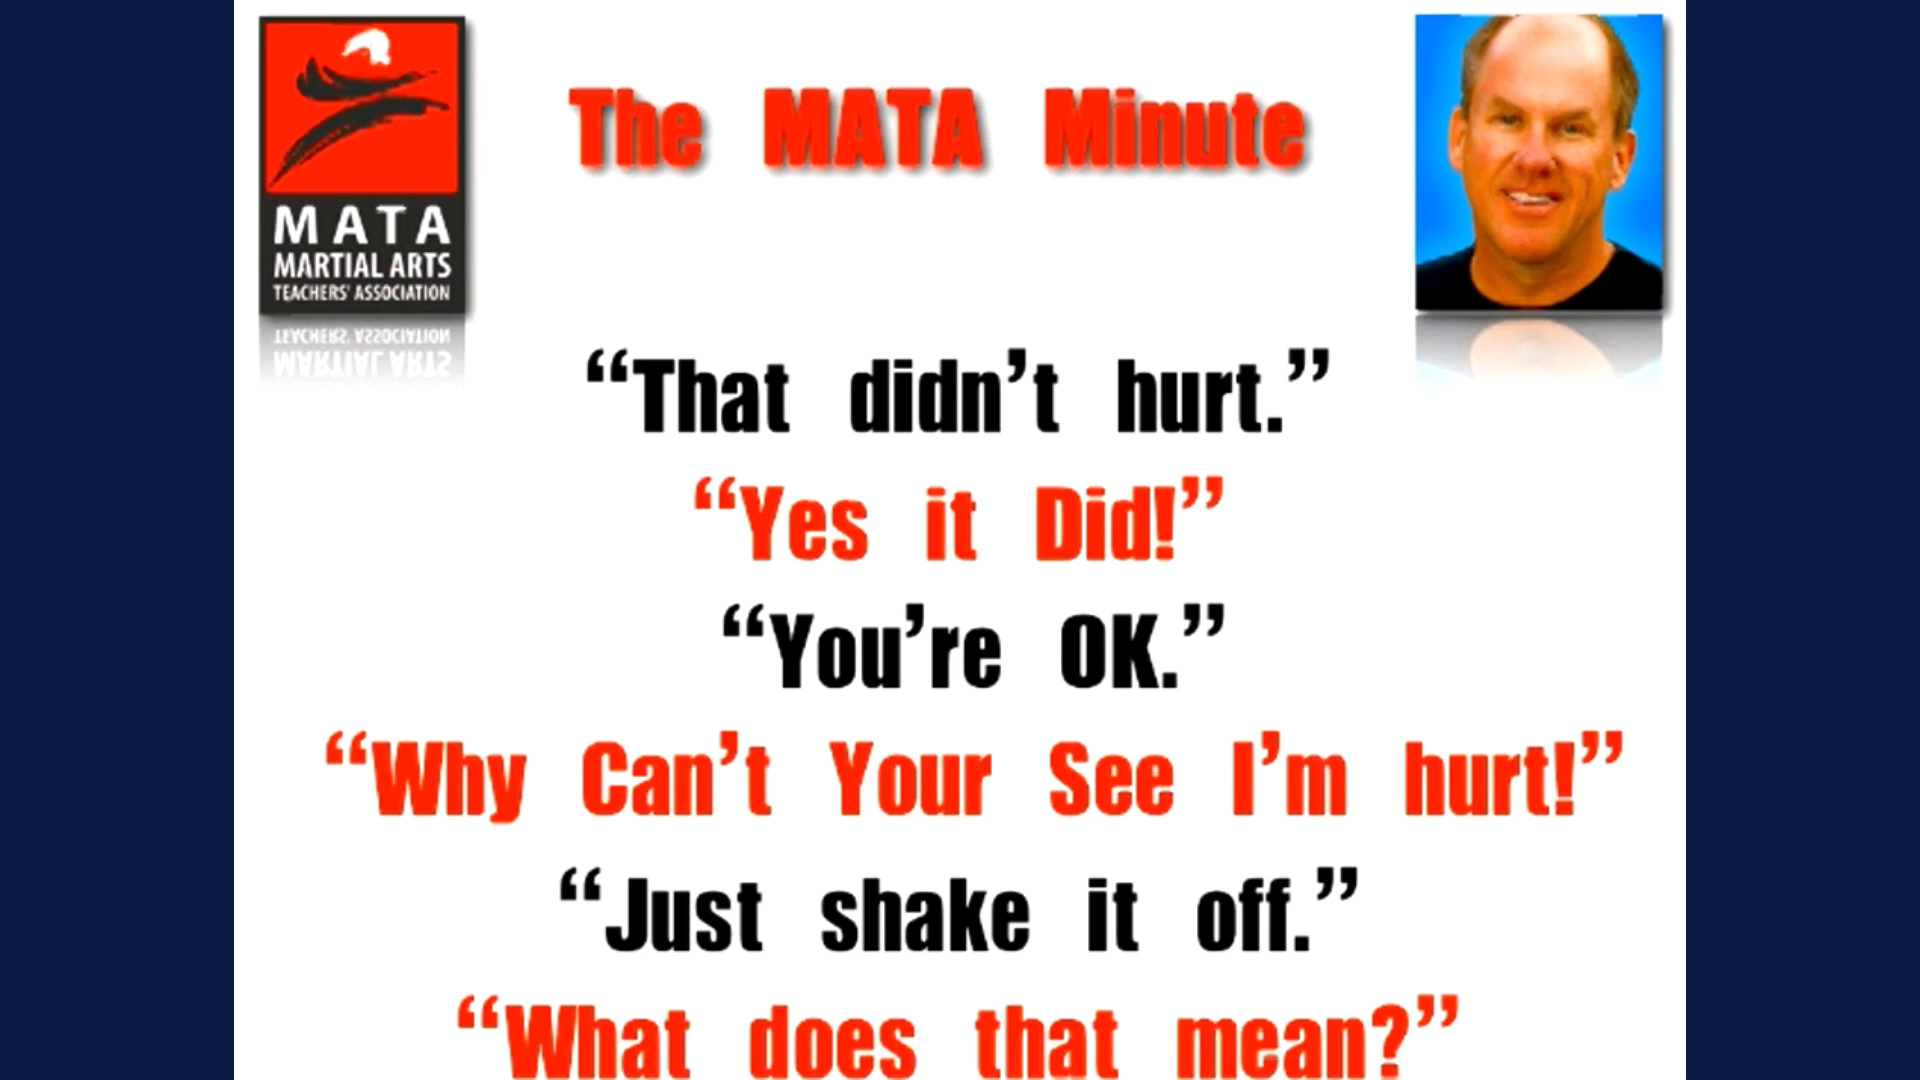 The MATA Minute
MATA
MARTIAL ARTS
TEACHERS' ASSOCIATION
“That didn’t hurt.”
“Yes it Did!”
“You’re OK.”
“Why Can’t Your See I’m hurt!”
“Just shake it off.”
“What does that mean?”